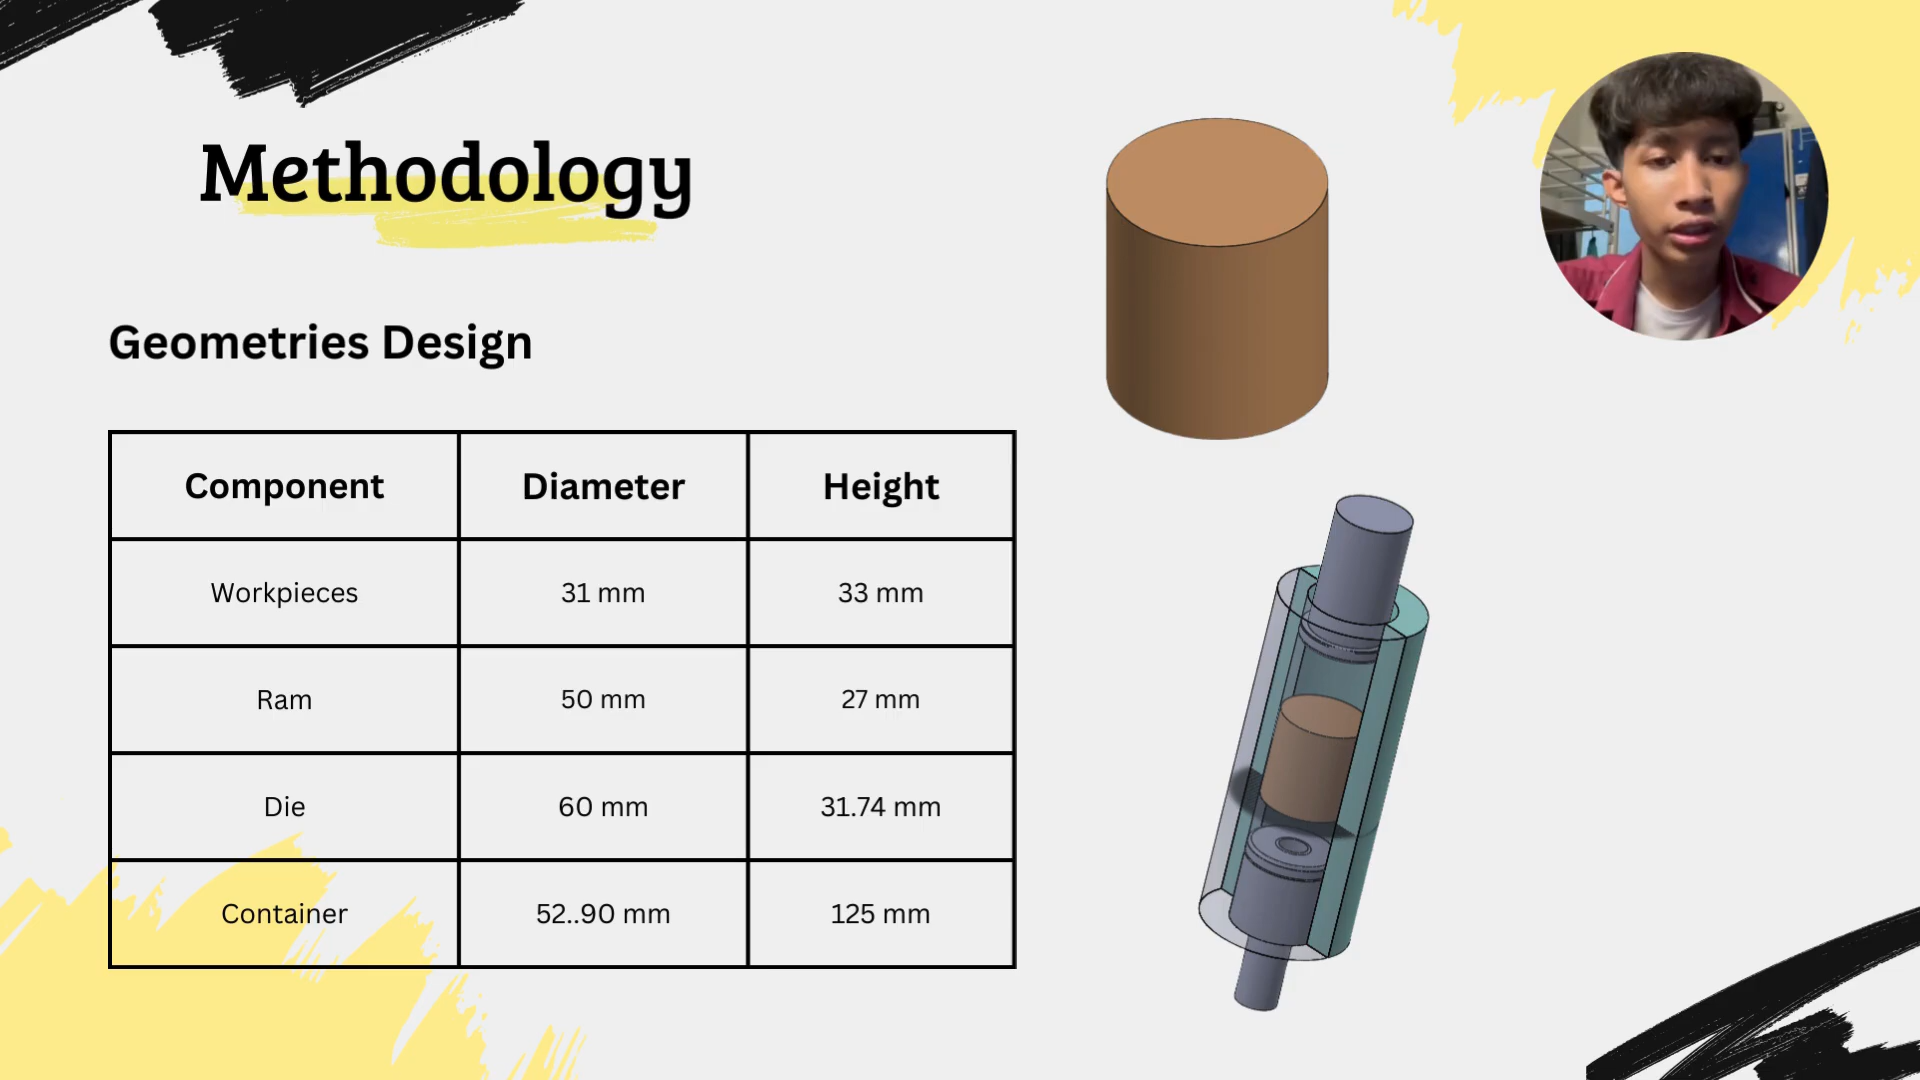 Methodology
Geometries Design
Component Diameter Height
Workpieces 31 mm 33 mm
Ram 50 mm 27 mm
Die 60 mm 31.74 mm
Container 52..90 mm 125 mm